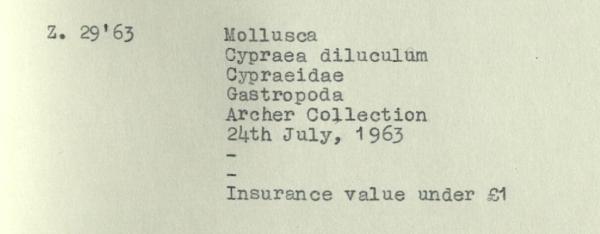 Z. 29'63 Mollusca
Cypraea diluculum
Cypraeidae
Gastropoda
Archer Collection
24th July, 1963
-
-
Insurance value under £1